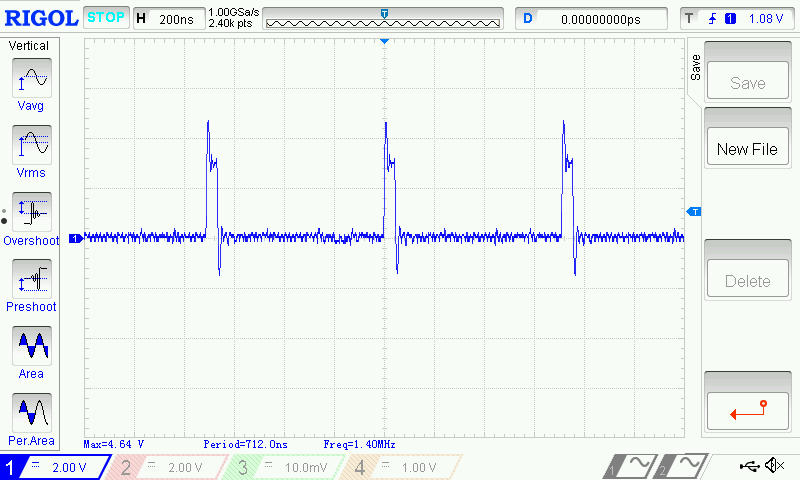 RIGOL STOP H 200ns 1.00GSa/s 2.40k pts T D 0.00000000ps T 1 1.08 V
Vertical
Vavg
Vrms
Overshoot
Preshoot
Area
Per.Area
1
T
Max=4.64 V Period=712.0ns Freq=1.40MHz
Save
Save
New File
Delete
1 2.00 V 2 2.00 V 3 10.0mV 4 1.00 V 1 2